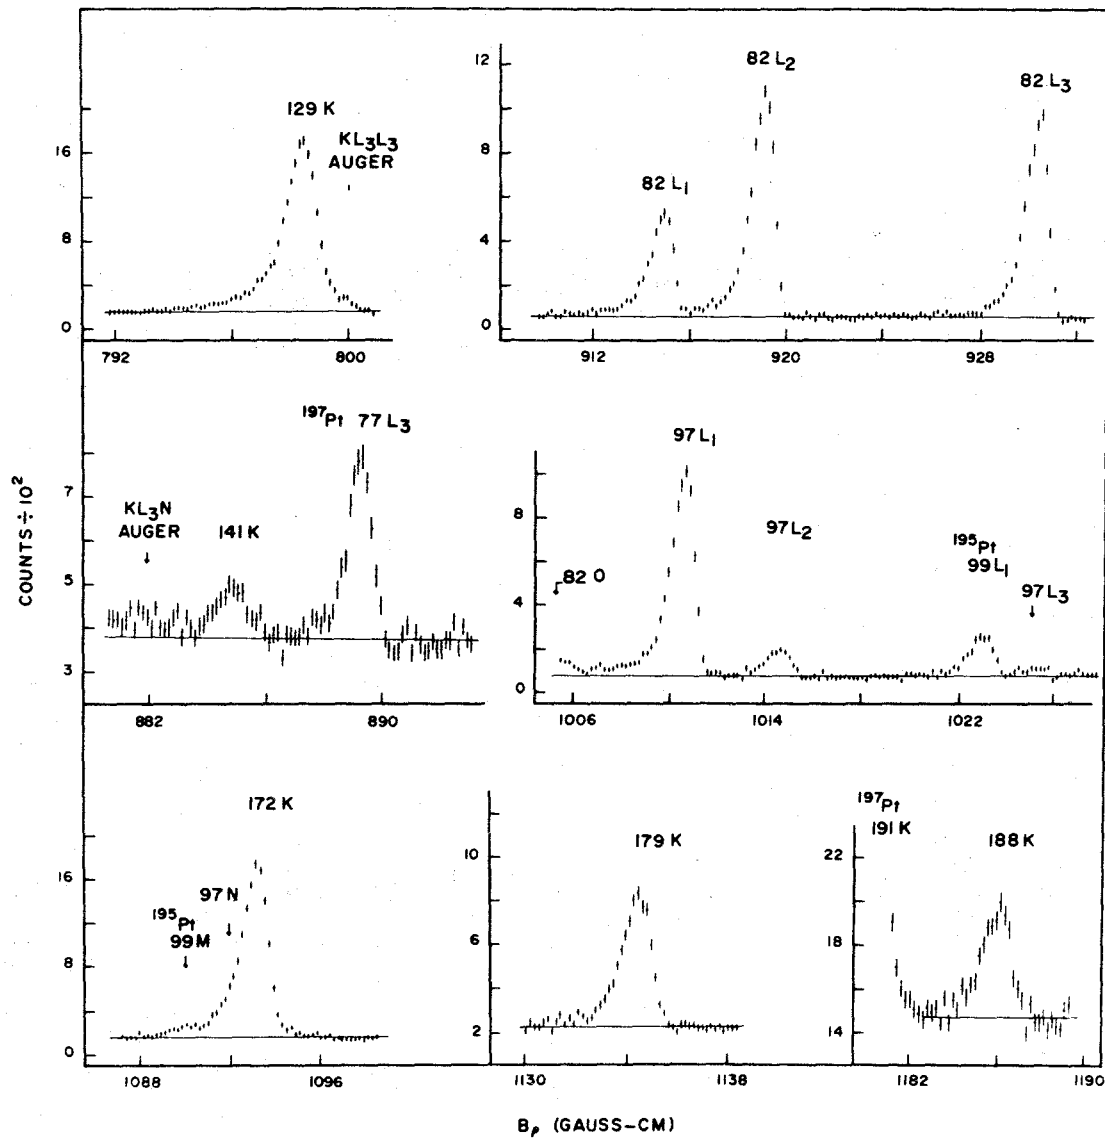 129 K
KL₃L₃
AUGER
16
8
0
792
800
82 L₁
82 L₂
82 L₃
12
8
4
0
912
920
928
COUNTS ÷ 10²
KL₃N
AUGER
141 K
¹⁹⁷Pt 77 L₃
7
5
3
882
890
82 O
97 L₁
97 L₂
¹⁹⁵Pt
99 L₁
97 L₃
8
4
0
1006
1014
1022
¹⁹⁵Pt
99 M
97 N
172 K
16
8
0
1088
1096
179 K
10
6
2
1130
1138
¹⁹⁷Pt
191 K
188 K
22
18
14
1182
1190
Bρ (GAUSS-CM)